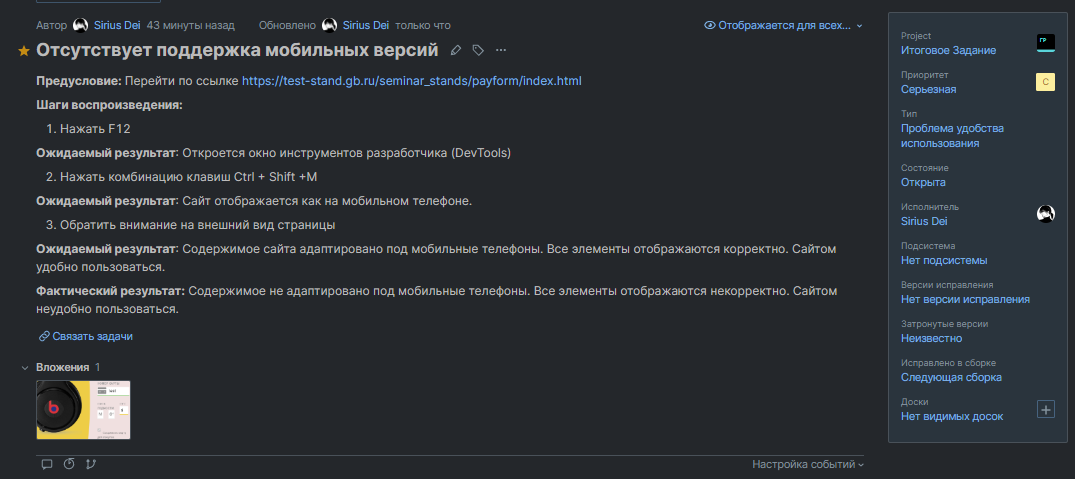 Автор Sirius Dei 43 минуты назад Обновлено Sirius Dei только что Отображается для всех...
Отсутствует поддержка мобильных версий
Предусловие: Перейти по ссылке https://test-stand.gb.ru/seminar_stands/payform/index.html
Шаги воспроизведения:
1. Нажать F12
Ожидаемый результат: Откроется окно инструментов разработчика (DevTools)
2. Нажать комбинацию клавиш Ctrl + Shift +M
Ожидаемый результат: Сайт отображается как на мобильном телефоне.
3. Обратить внимание на внешний вид страницы
Ожидаемый результат: Содержимое сайта адаптировано под мобильные телефоны. Все элементы отображаются корректно. Сайтом
удобно пользоваться.
Фактический результат: Содержимое не адаптировано под мобильные телефоны. Все элементы отображаются некорректно. Сайтом
неудобно пользоваться.
Связать задачи
Вложения 1
Настройка событий
Project
Итоговое Задание
ГР
Приоритет
Серьезная
С
Тип
Проблема удобства
использования
Состояние
Открыта
Исполнитель
Sirius Dei
Подсистема
Нет подсистемы
Версии исправления
Нет версии исправления
Затронутые версии
Неизвестно
Исправлено в сборке
Следующая сборка
Доски
Нет видимых досок